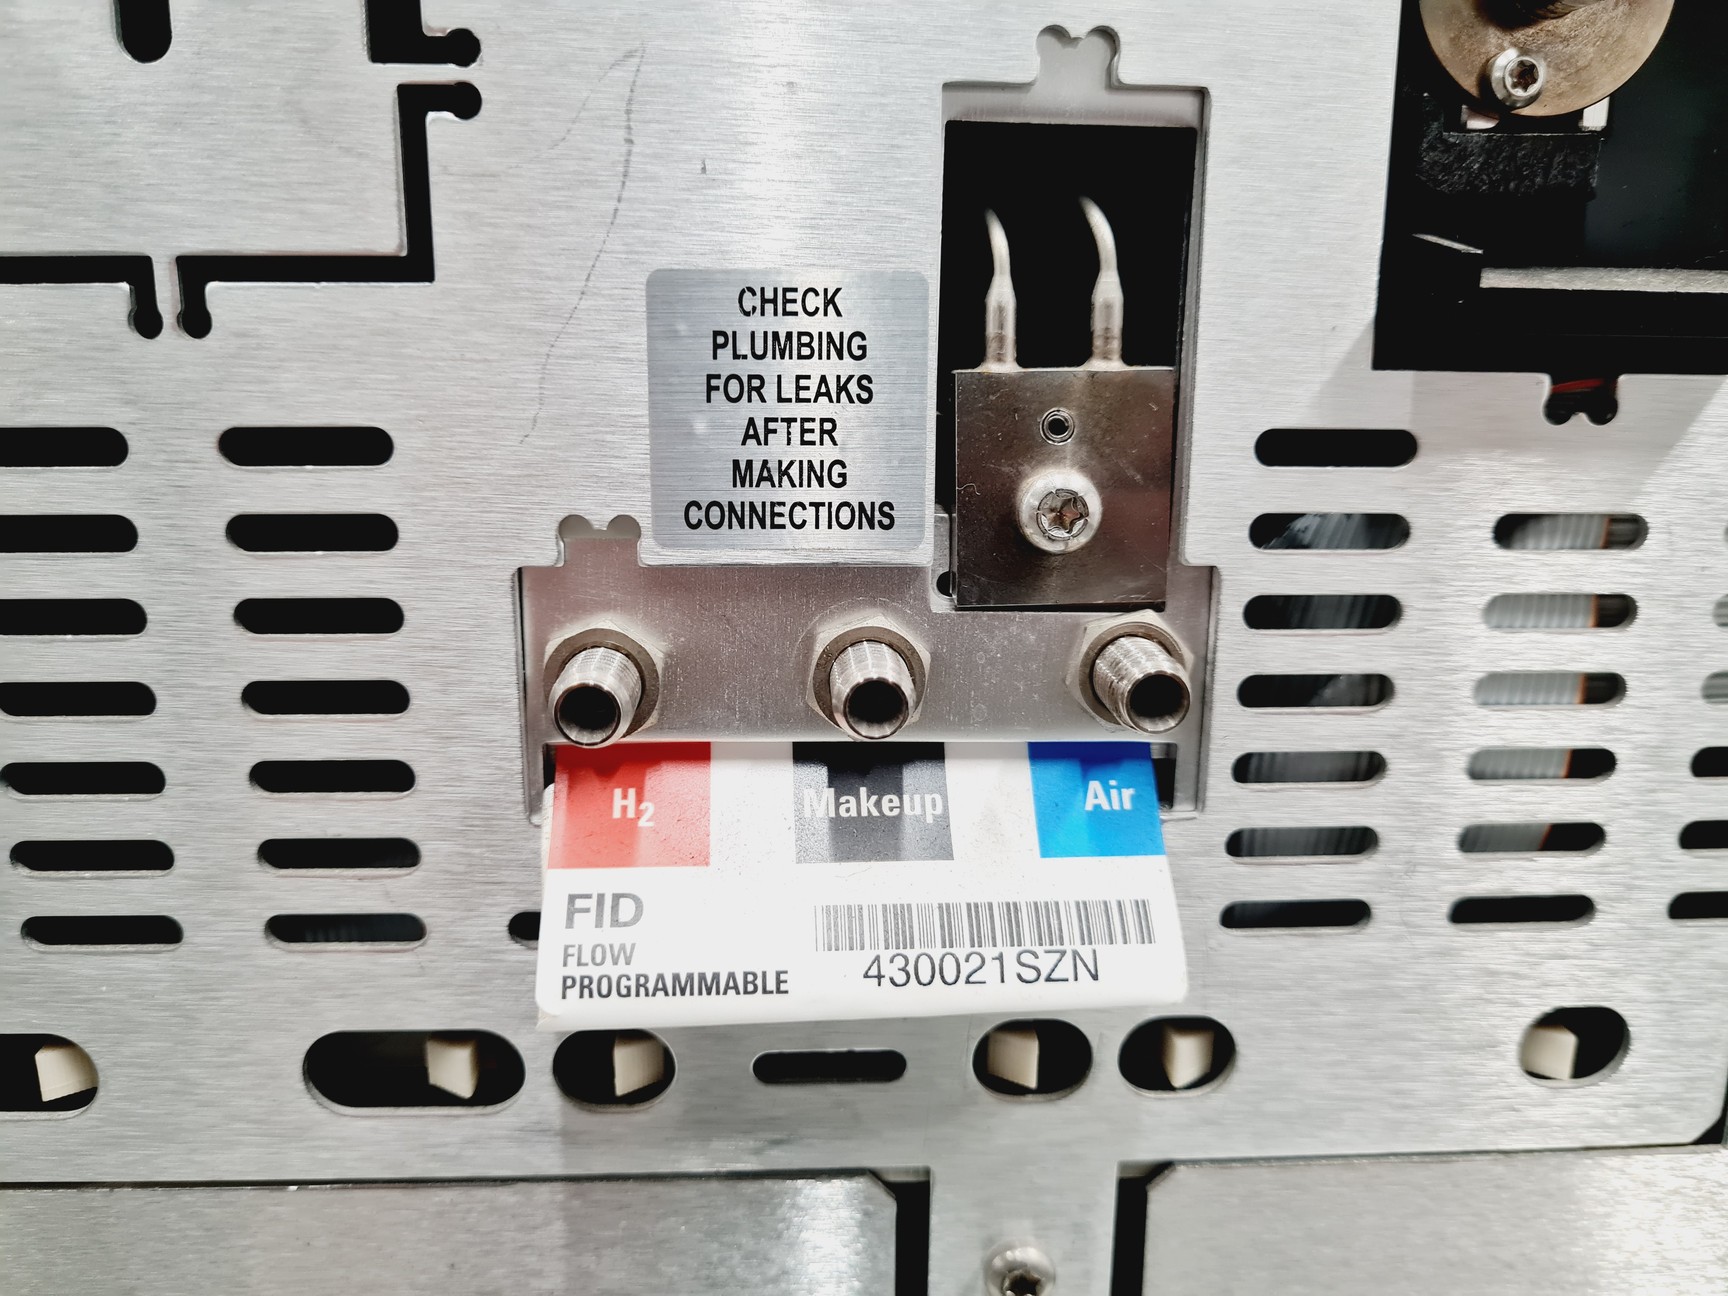 CHECK
PLUMBING
FOR LEAKS
AFTER
MAKING
CONNECTIONS
H2 Makeup Air
FID
FLOW
PROGRAMMABLE
430021SZN